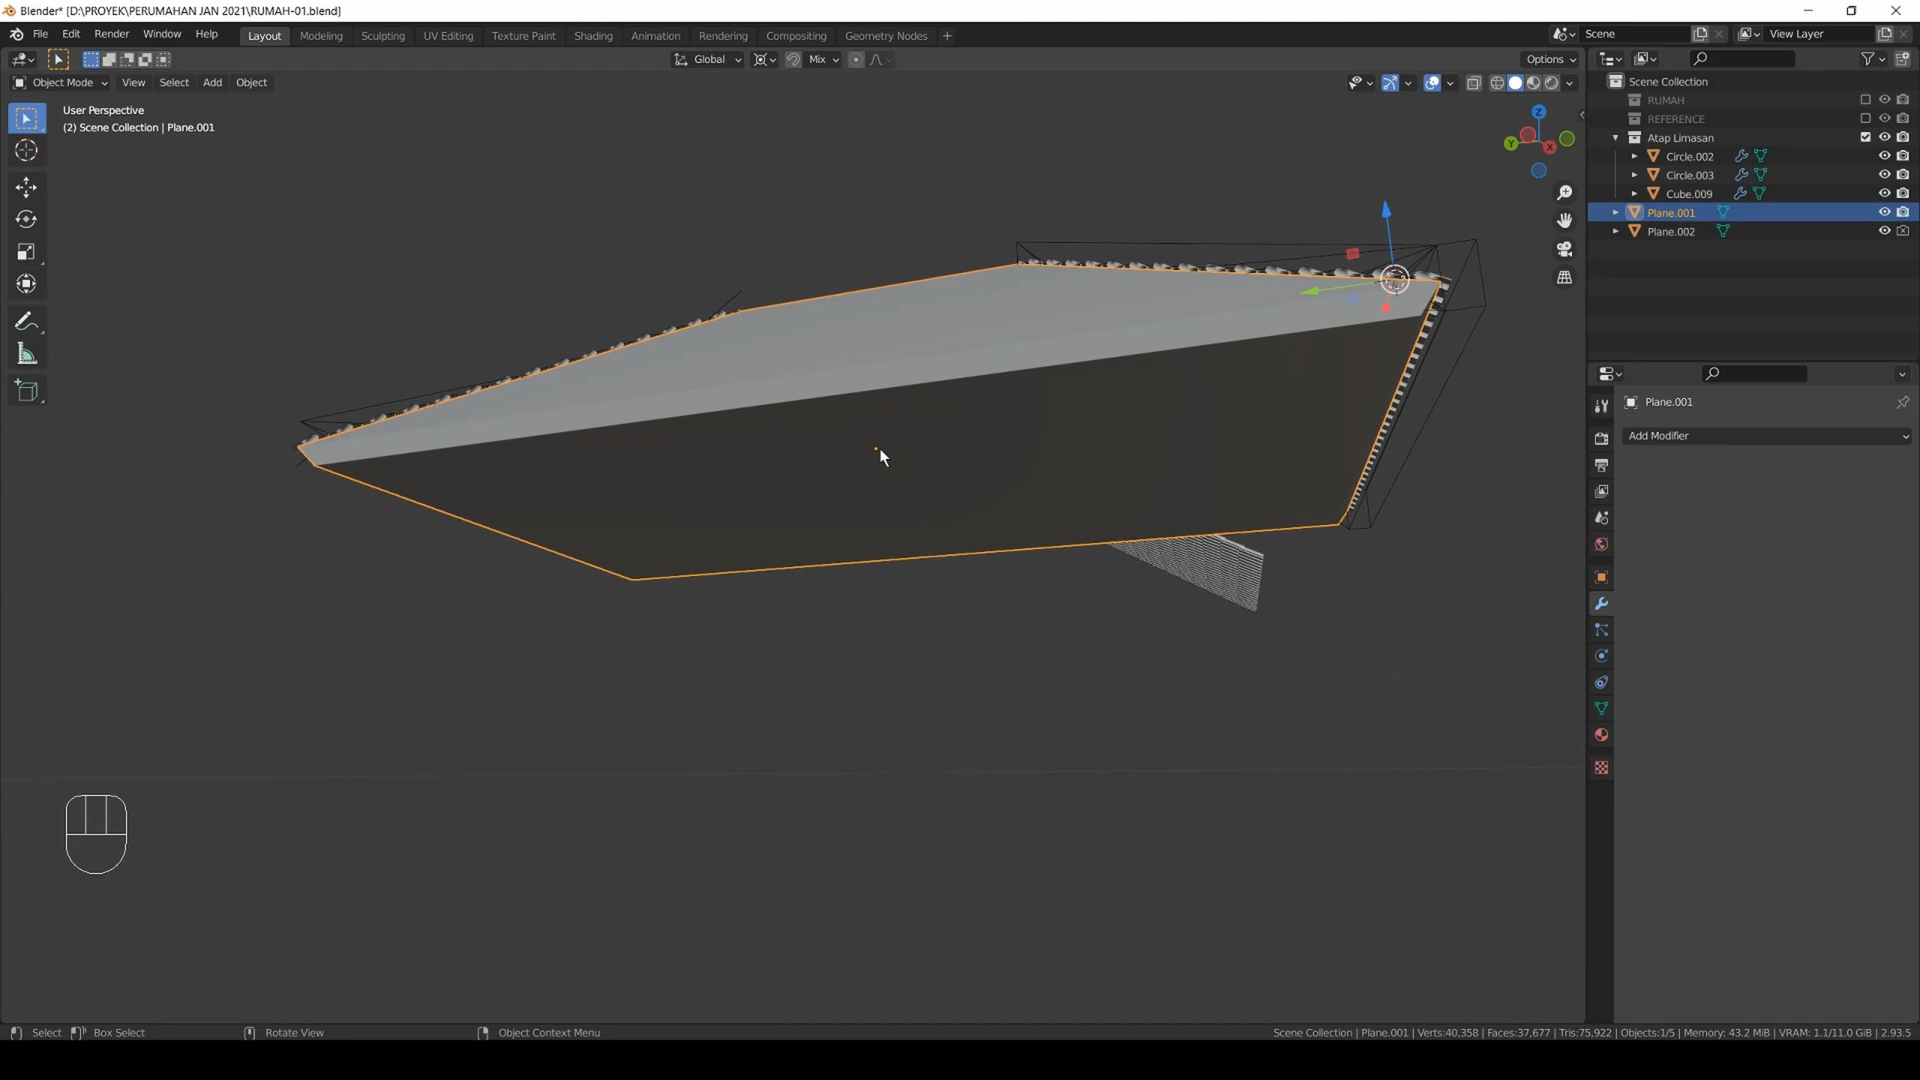 Blender* [D:\PROYEK\PERUMAHAN JAN 2021\RUMAH-01.blend]
File Edit Render Window Help Layout Modeling Sculpting UV Editing Texture Paint Shading Animation Rendering Compositing Geometry Nodes + Scene View Layer
Global Mix Options
Object Mode View Select Add Object
User Perspective
(2) Scene Collection | Plane.001
Z
Y
X
Scene Collection
RUMAH
REFERENCE
Atap Limasan
Circle.002
Circle.003
Cube.009
Plane.001
Plane.002
Plane.001
Add Modifier
Select Box Select Rotate View Object Context Menu Scene Collection | Plane.001 | Verts:40,358 | Faces:37,677 | Tris:75,922 | Objects:1/5 | Memory: 43.2 MiB | VRAM: 1.1/11.0 GiB | 2.93.5